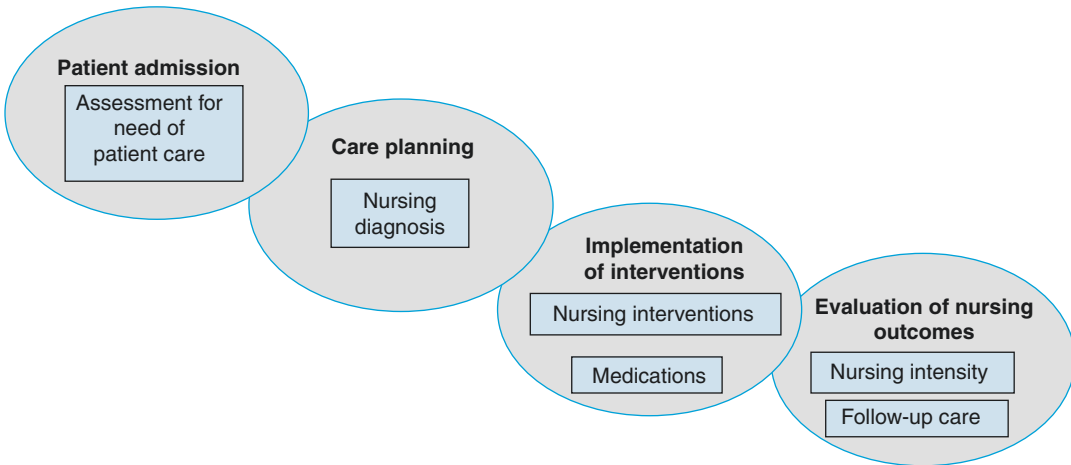 Patient admission
Assessment for
need of
patient care
Care planning
Nursing
diagnosis
Implementation
of interventions
Nursing interventions
Medications
Evaluation of nursing
outcomes
Nursing intensity
Follow-up care